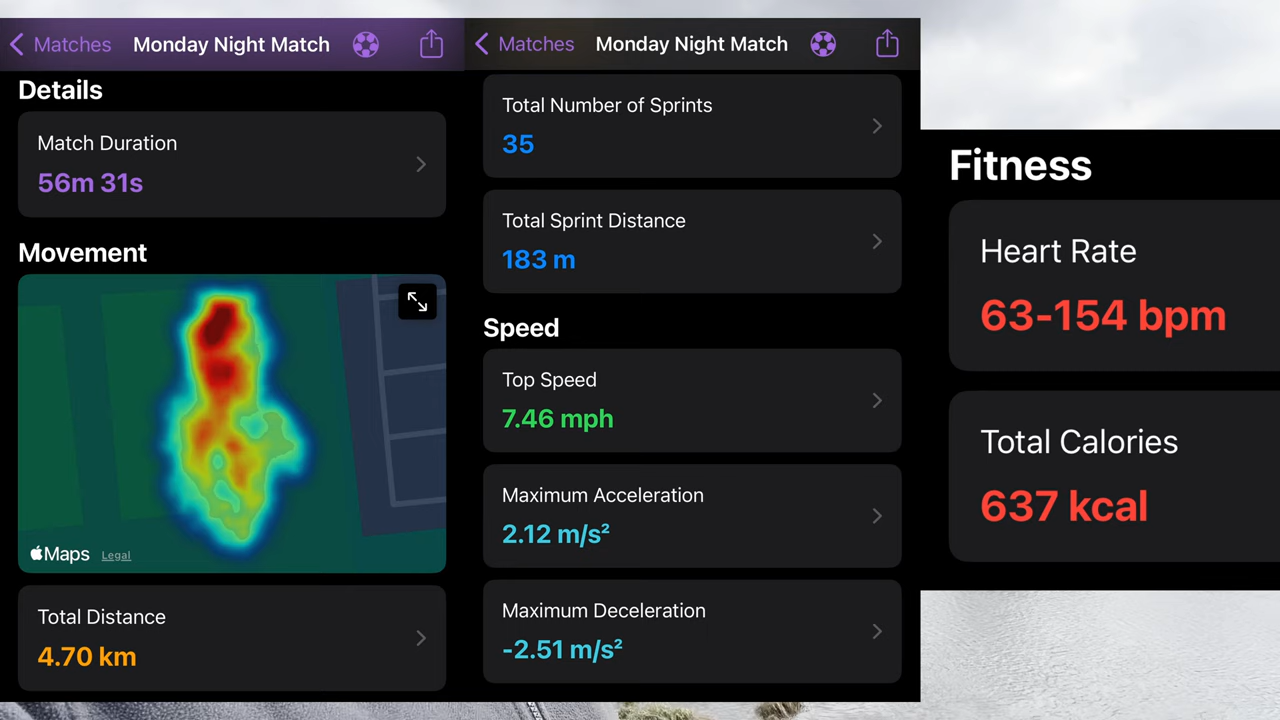 Matches
Monday Night Match
Details
Match Duration
56m 31s
Movement
Maps
Legal
Total Distance
4.70 km
Matches
Monday Night Match
Total Number of Sprints
35
Total Sprint Distance
183 m
Speed
Top Speed
7.46 mph
Maximum Acceleration
2.12 m/s²
Maximum Deceleration
-2.51 m/s²
Fitness
Heart Rate
63-154 bpm
Total Calories
637 kcal